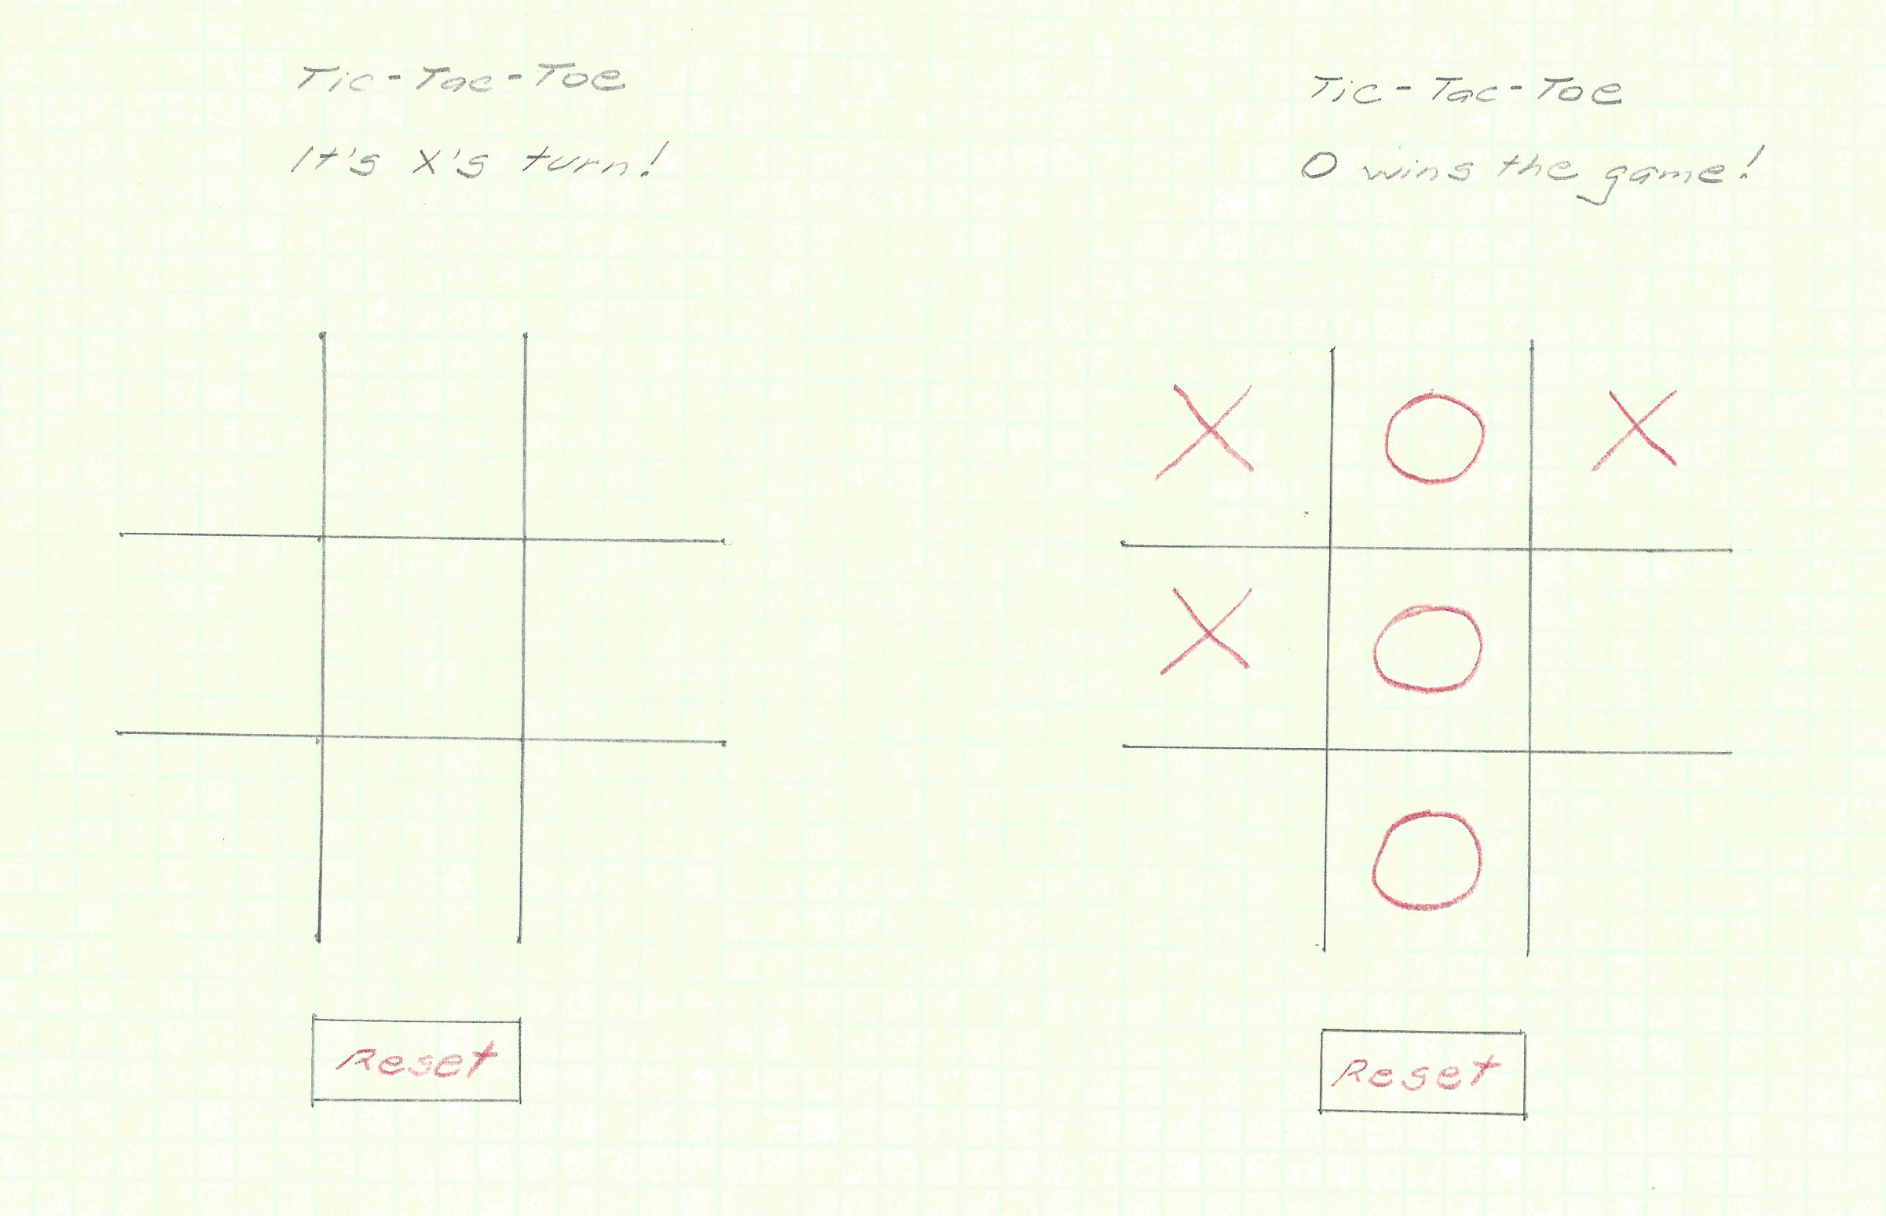 Tic-Tac-Toe
It's X's turn!
Reset
Tic-Tac-Toe
O wins the game!
X O X
X O
O
Reset